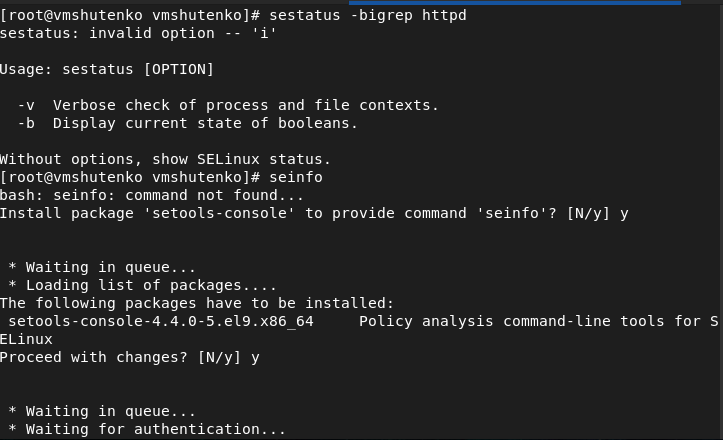 [root@vmshutenko vmshutenko]# sestatus -bigrep httpd
sestatus: invalid option -- 'i'

Usage: sestatus [OPTION]

  -v  Verbose check of process and file contexts.
  -b  Display current state of booleans.

Without options, show SELinux status.
[root@vmshutenko vmshutenko]# seinfo
bash: seinfo: command not found...
Install package 'setools-console' to provide command 'seinfo'? [N/y] y

 * Waiting in queue...
 * Loading list of packages....
The following packages have to be installed:
 setools-console-4.4.0-5.el9.x86_64     Policy analysis command-line tools for S
ELinux
Proceed with changes? [N/y] y

 * Waiting in queue...
 * Waiting for authentication...